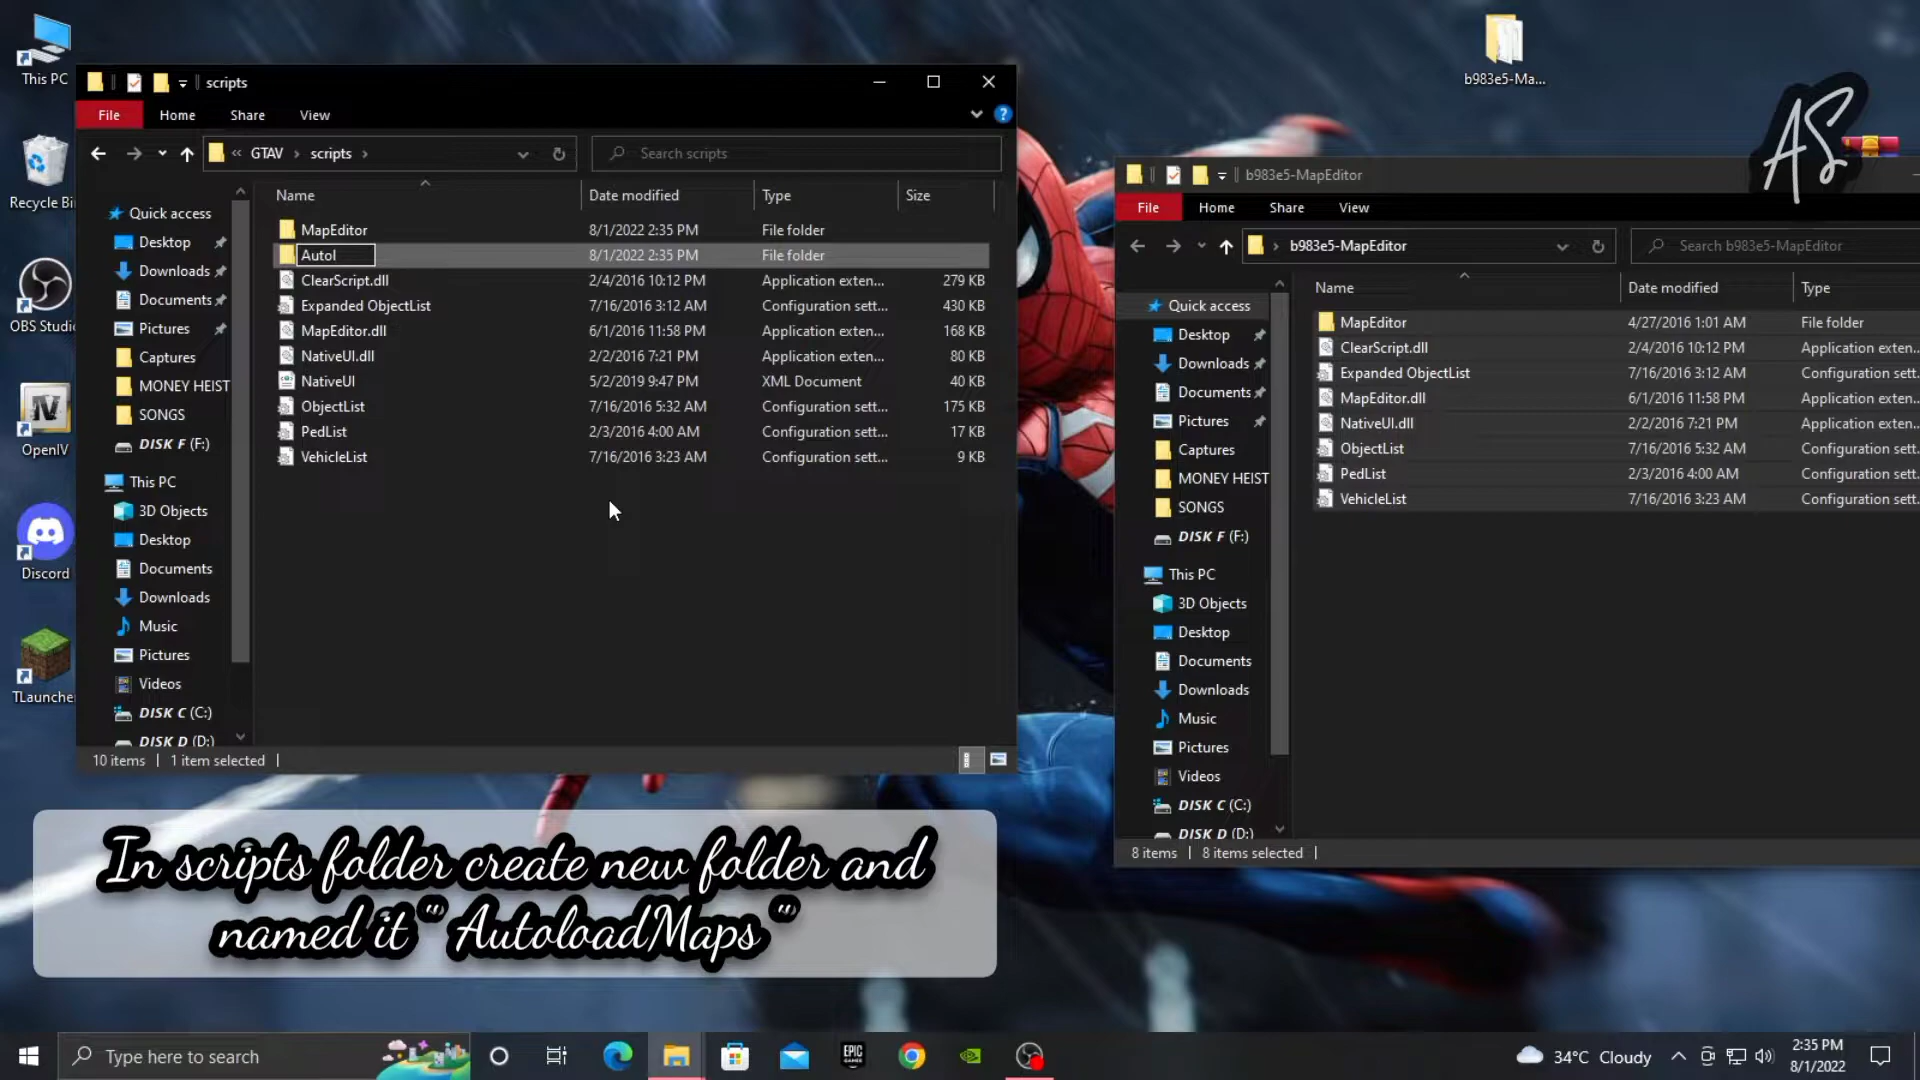 This PC
Recycle Bi
OBS Studi
OpenIV
Discord
TLaunche
b983e5-Ma...
AS
scripts
File Home Share View
« GTAV › scripts ›
Search scripts
Name Date modified Type Size
MapEditor 8/1/2022 2:35 PM File folder
Autol 8/1/2022 2:35 PM File folder
ClearScript.dll 2/4/2016 10:12 PM Application exten... 279 KB
Expanded ObjectList 7/16/2016 3:12 AM Configuration sett... 430 KB
MapEditor.dll 6/1/2016 11:58 PM Application exten... 168 KB
NativeUI.dll 2/2/2016 7:21 PM Application exten... 80 KB
NativeUI 5/2/2019 9:47 PM XML Document 40 KB
ObjectList 7/16/2016 5:32 AM Configuration sett... 175 KB
PedList 2/3/2016 4:00 AM Configuration sett... 17 KB
VehicleList 7/16/2016 3:23 AM Configuration sett... 9 KB
Quick access
Desktop
Downloads
Documents
Pictures
Captures
MONEY HEIST
SONGS
DISK F (F:)
This PC
3D Objects
Desktop
Documents
Downloads
Music
Pictures
Videos
DISK C (C:)
DISK D (D:)
10 items 1 item selected
b983e5-MapEditor
File Home Share View
› b983e5-MapEditor
Search b983e5-MapEditor
Name Date modified Type
MapEditor 4/27/2016 1:01 AM File folder
ClearScript.dll 2/4/2016 10:12 PM Application exten...
Expanded ObjectList 7/16/2016 3:12 AM Configuration sett.
MapEditor.dll 6/1/2016 11:58 PM Application exten...
NativeUI.dll 2/2/2016 7:21 PM Application exten...
ObjectList 7/16/2016 5:32 AM Configuration sett.
PedList 2/3/2016 4:00 AM Configuration sett.
VehicleList 7/16/2016 3:23 AM Configuration sett.
Quick access
Desktop
Downloads
Documents
Pictures
Captures
MONEY HEIST
SONGS
DISK F (F:)
This PC
3D Objects
Desktop
Documents
Downloads
Music
Pictures
Videos
DISK C (C:)
DISK D (D:)
8 items 8 items selected
In scripts folder create new folder and
named it "' AutoloadMaps '"
Type here to search
EPIC GAMES
34°C Cloudy
2:35 PM
8/1/2022